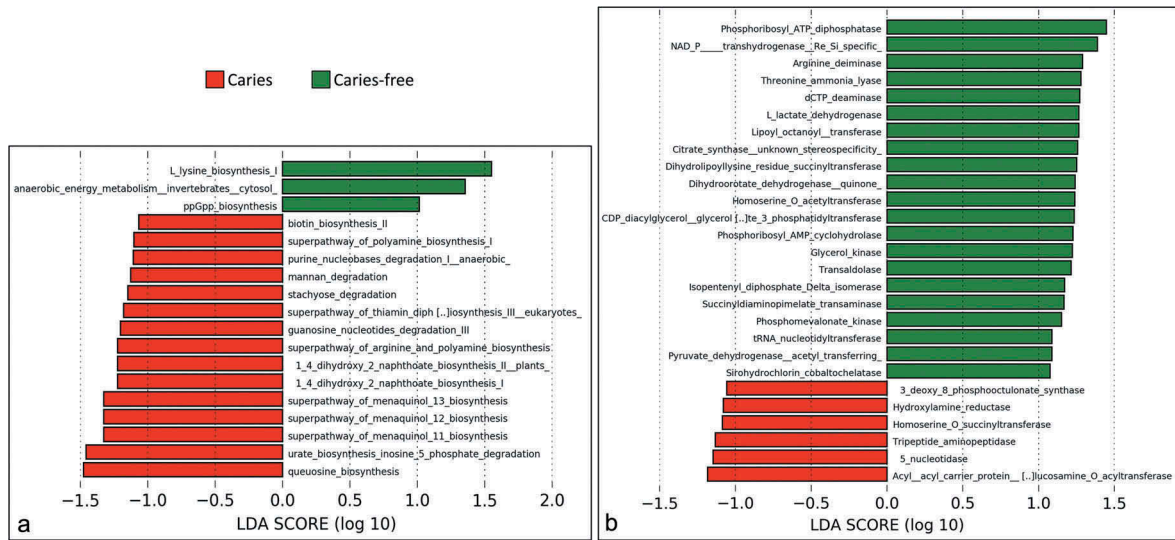 Caries
Caries-free
L_lysine_biosynthesis_I
anaerobic_energy_metabolism__invertebrates__cytosol_
ppGpp_biosynthesis
biotin_biosynthesis_II
superpathway_of_polyamine_biosynthesis_I
purine_nucleobases_degradation_I__anaerobic_
mannan_degradation
stachyose_degradation
superpathway_of_thiamin_diph [..]iosynthesis_III__eukaryotes_
guanosine_nucleotides_degradation_III
superpathway_of_arginine_and_polyamine_biosynthesis
1_4_dihydroxy_2_naphthoate_biosynthesis_II__plants_
1_4_dihydroxy_2_naphthoate_biosynthesis_I
superpathway_of_menaquinol_13_biosynthesis
superpathway_of_menaquinol_12_biosynthesis
superpathway_of_menaquinol_11_biosynthesis
urate_biosynthesis_inosine_5_phosphate_degradation
queuosine_biosynthesis
−1.5 −1.0 −0.5 0.0 0.5 1.0 1.5 2.0
LDA SCORE (log 10)
a
Phosphoribosyl_ATP_diphosphatase
NAD_P_____transhydrogenase__Re_Si_specific_
Arginine_deiminase
Threonine_ammonia_lyase
dCTP_deaminase
L_lactate_dehydrogenase
Lipoyl_octanoyl__transferase
Citrate_synthase__unknown_stereospecificity_
Dihydrolipoyllysine_residue_succinyltransferase
Dihydroorotate_dehydrogenase__quinone_
Homoserine_O_acetyltransferase
CDP_diacylglycerol__glycerol [..]te_3_phosphatidyltransferase
Phosphoribosyl_AMP_cyclohydrolase
Glycerol_kinase
Transaldolase
Isopentenyl_diphosphate_Delta_isomerase
Succinyldiaminopimelate_transaminase
Phosphomevalonate_kinase
tRNA_nucleotidyltransferase
Pyruvate_dehydrogenase__acetyl_transferring_
Sirohydrochlorin_cobaltochelatase
3_deoxy_8_phosphooctulonate_synthase
Hydroxylamine_reductase
Homoserine_O_succinyltransferase
Tripeptide_aminopeptidase
5_nucleotidase
Acyl__acyl_carrier_protein__ [..]lucosamine_O_acyltransferase
−1.5 −1.0 −0.5 0.0 0.5 1.0 1.5
LDA SCORE (log 10)
b